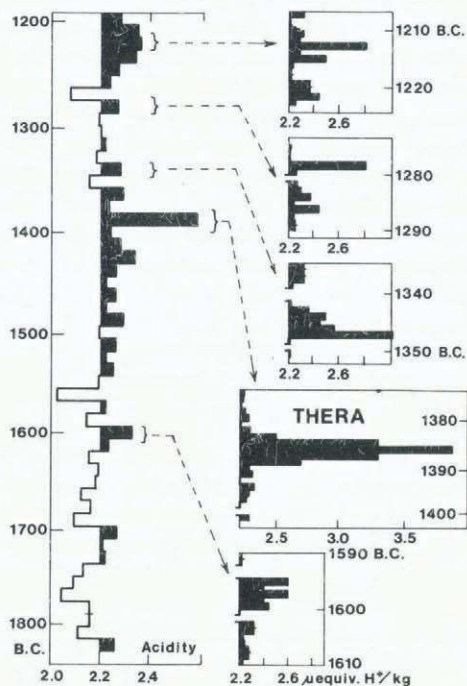 1200
1300
1400
1500
1600
1700
1800
B.C.
Acidity
2.0 2.2 2.4
1210 B.C.
1220
2.2 2.6
1280
1290
2.2 2.6
1340
1350 B.C.
2.2 2.6
THERA
1380
1390
1400
2.5 3.0 3.5
1590 B.C.
1600
1610
2.2 2.6 µequiv. H+/kg